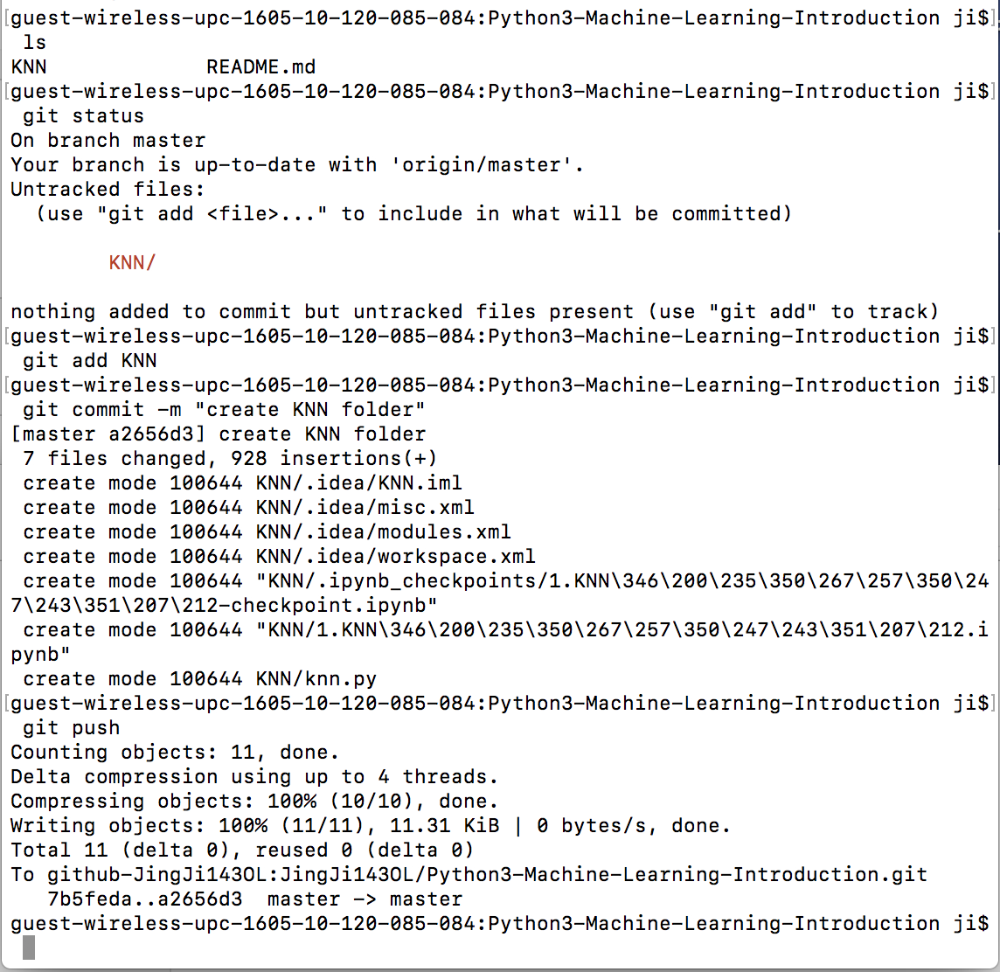 [guest-wireless-upc-1605-10-120-085-084:Python3-Machine-Learning-Introduction ji$]
 ls
KNN             README.md
[guest-wireless-upc-1605-10-120-085-084:Python3-Machine-Learning-Introduction ji$]
 git status
On branch master
Your branch is up-to-date with 'origin/master'.
Untracked files:
  (use "git add <file>..." to include in what will be committed)
        KNN/
nothing added to commit but untracked files present (use "git add" to track)
[guest-wireless-upc-1605-10-120-085-084:Python3-Machine-Learning-Introduction ji$]
 git add KNN
[guest-wireless-upc-1605-10-120-085-084:Python3-Machine-Learning-Introduction ji$]
 git commit -m "create KNN folder"
[master a2656d3] create KNN folder
 7 files changed, 928 insertions(+)
 create mode 100644 KNN/.idea/KNN.iml
 create mode 100644 KNN/.idea/misc.xml
 create mode 100644 KNN/.idea/modules.xml
 create mode 100644 KNN/.idea/workspace.xml
 create mode 100644 "KNN/.ipynb_checkpoints/1.KNN\346\200\235\350\267\257\350\24
7\243\351\207\212-checkpoint.ipynb"
 create mode 100644 "KNN/1.KNN\346\200\235\350\267\257\350\247\243\351\207\212.i
pynb"
 create mode 100644 KNN/knn.py
[guest-wireless-upc-1605-10-120-085-084:Python3-Machine-Learning-Introduction ji$]
 git push
Counting objects: 11, done.
Delta compression using up to 4 threads.
Compressing objects: 100% (10/10), done.
Writing objects: 100% (11/11), 11.31 KiB | 0 bytes/s, done.
Total 11 (delta 0), reused 0 (delta 0)
To github-JingJi143OL:JingJi143OL/Python3-Machine-Learning-Introduction.git
   7b5feda..a2656d3  master -> master
guest-wireless-upc-1605-10-120-085-084:Python3-Machine-Learning-Introduction ji$